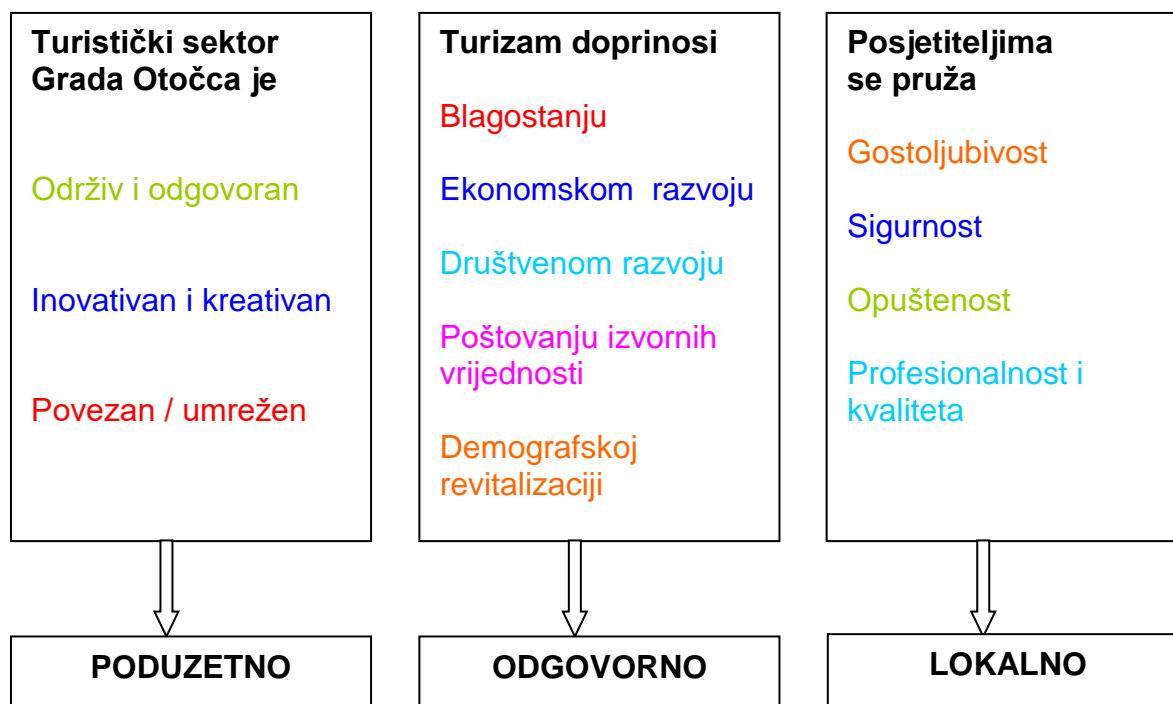 Turistički sektor
Grada Otočca je
Održiv i odgovoran
Inovativan i kreativan
Povezan / umrežen
PODUZETNO
Turizam doprinosi
Blagostanju
Ekonomskom  razvoju
Društvenom razvoju
Poštovanju izvornih
vrijednosti
Demografskoj
revitalizaciji
ODGOVORNO
Posjetiteljima
se pruža
Gostoljubivost
Sigurnost
Opuštenost
Profesionalnost i
kvaliteta
LOKALNO